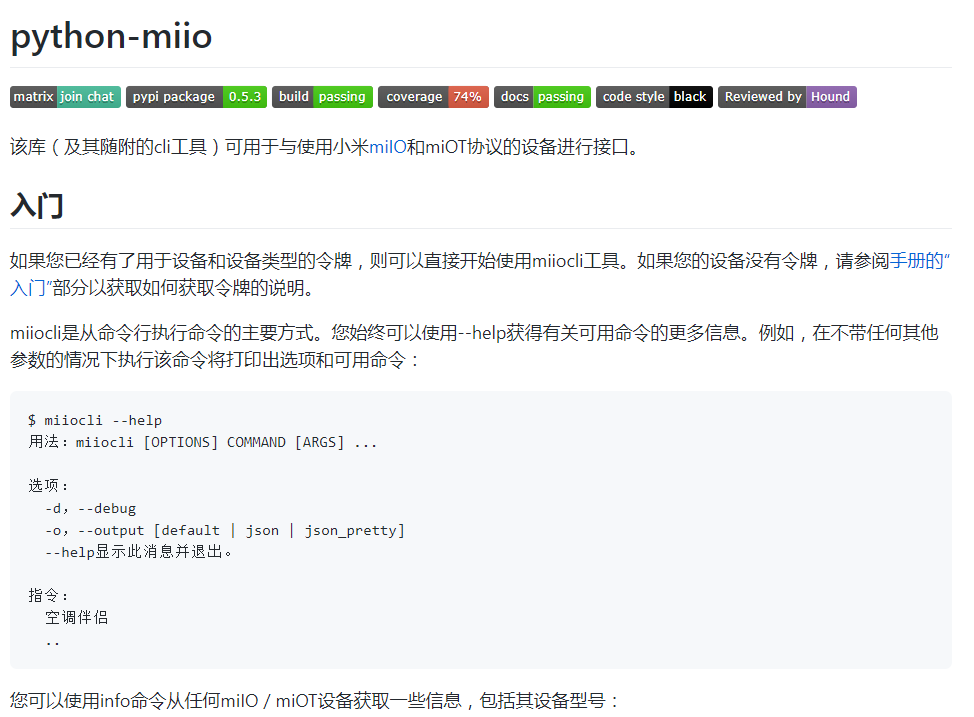 python-miio
matrix join chat pypi package 0.5.3 build passing coverage 74% docs passing code style black Reviewed by Hound
该库（及其随附的cli工具）可用于与使用小米miIO和miOT协议的设备进行接口。
入门
如果您已经有了用于设备和设备类型的令牌，则可以直接开始使用miiocli工具。如果您的设备没有令牌，请参阅手册的“
入门”部分以获取如何获取令牌的说明。
miiocli是从命令行执行命令的主要方式。您始终可以使用--help获得有关可用命令的更多信息。例如，在不带任何其他
参数的情况下执行该命令将打印出选项和可用命令：
$ miiocli --help
用法：miiocli [OPTIONS] COMMAND [ARGS] ...
选项：
-d，--debug
-o，--output [default | json | json_pretty]
--help显示此消息并退出。
指令：
空调伴侣
..
您可以使用info命令从任何miIO / miOT设备获取一些信息，包括其设备型号：